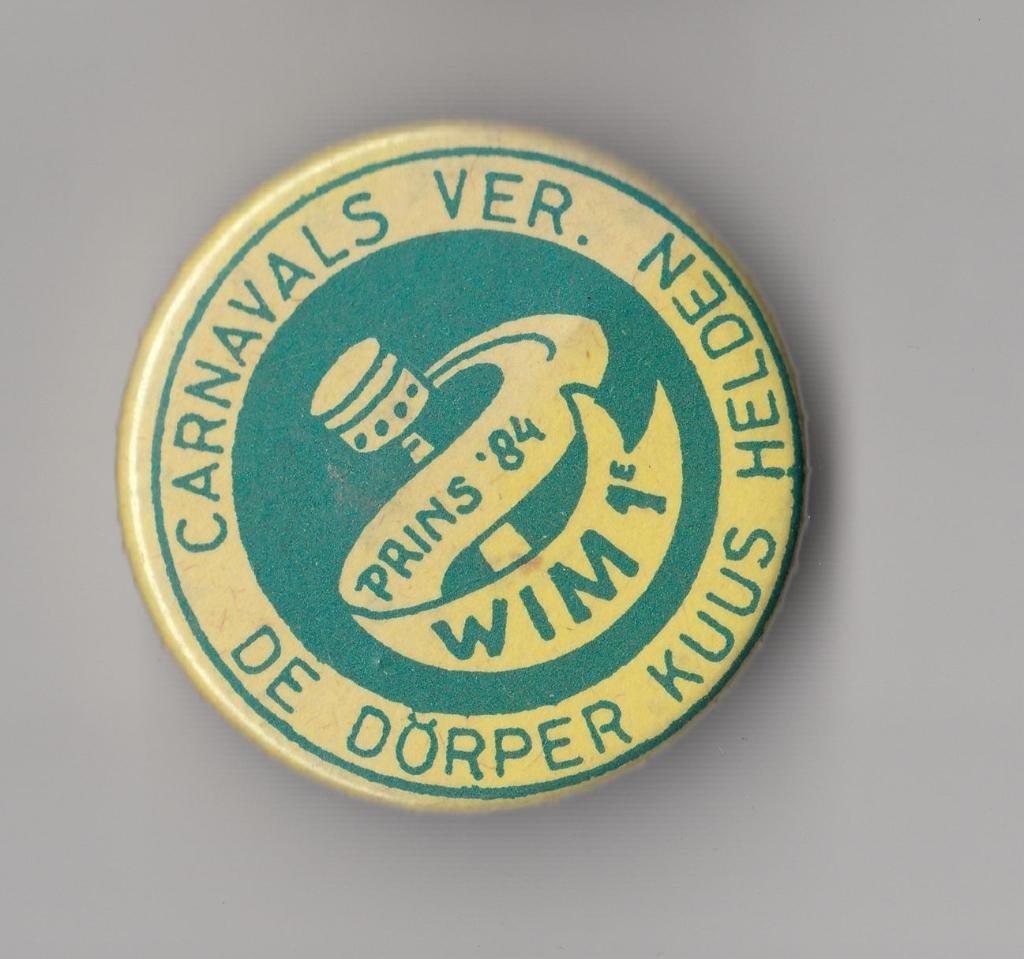 CARNAVALS VER. HELDEN
DE DÖRPER KUUS
PRINS '84
WIM 1E